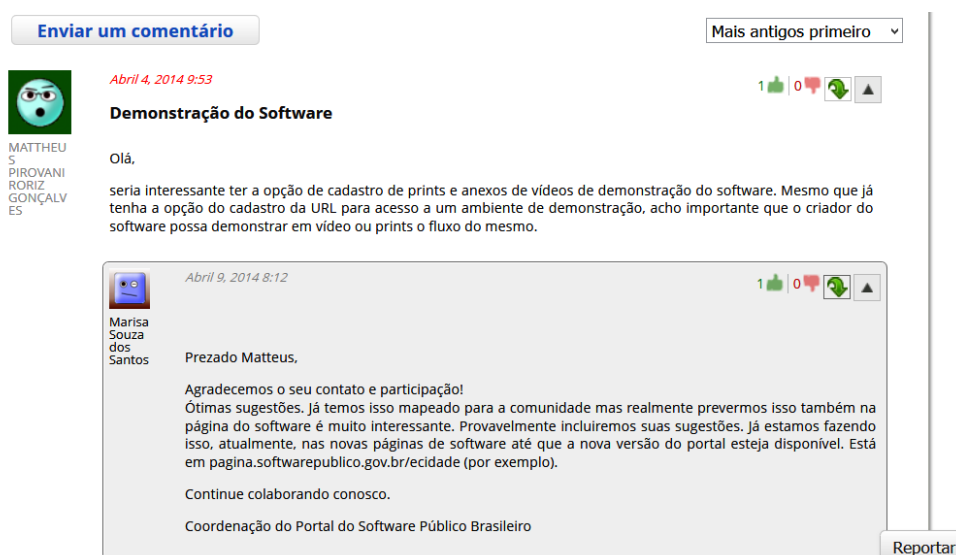 Enviar um comentário
Mais antigos primeiro
Abril 4, 2014 9:53
1 0
Demonstração do Software
MATTHEU
S
PIROVANI
RORIZ
GONÇALV
ES
Olá,
seria interessante ter a opção de cadastro de prints e anexos de vídeos de demonstração do software. Mesmo que já
tenha a opção do cadastro da URL para acesso a um ambiente de demonstração, acho importante que o criador do
software possa demonstrar em vídeo ou prints o fluxo do mesmo.
Abril 9, 2014 8:12
1 0
Marisa
Souza
dos
Santos
Prezado Matteus,
Agradecemos o seu contato e participação!
Ótimas sugestões. Já temos isso mapeado para a comunidade mas realmente prevermos isso também na
página do software é muito interessante. Provavelmente incluiremos suas sugestões. Já estamos fazendo
isso, atualmente, nas novas páginas de software até que a nova versão do portal esteja disponível. Está
em pagina.softwarepublico.gov.br/ecidade (por exemplo).
Continue colaborando conosco.
Coordenação do Portal do Software Público Brasileiro
Reportar